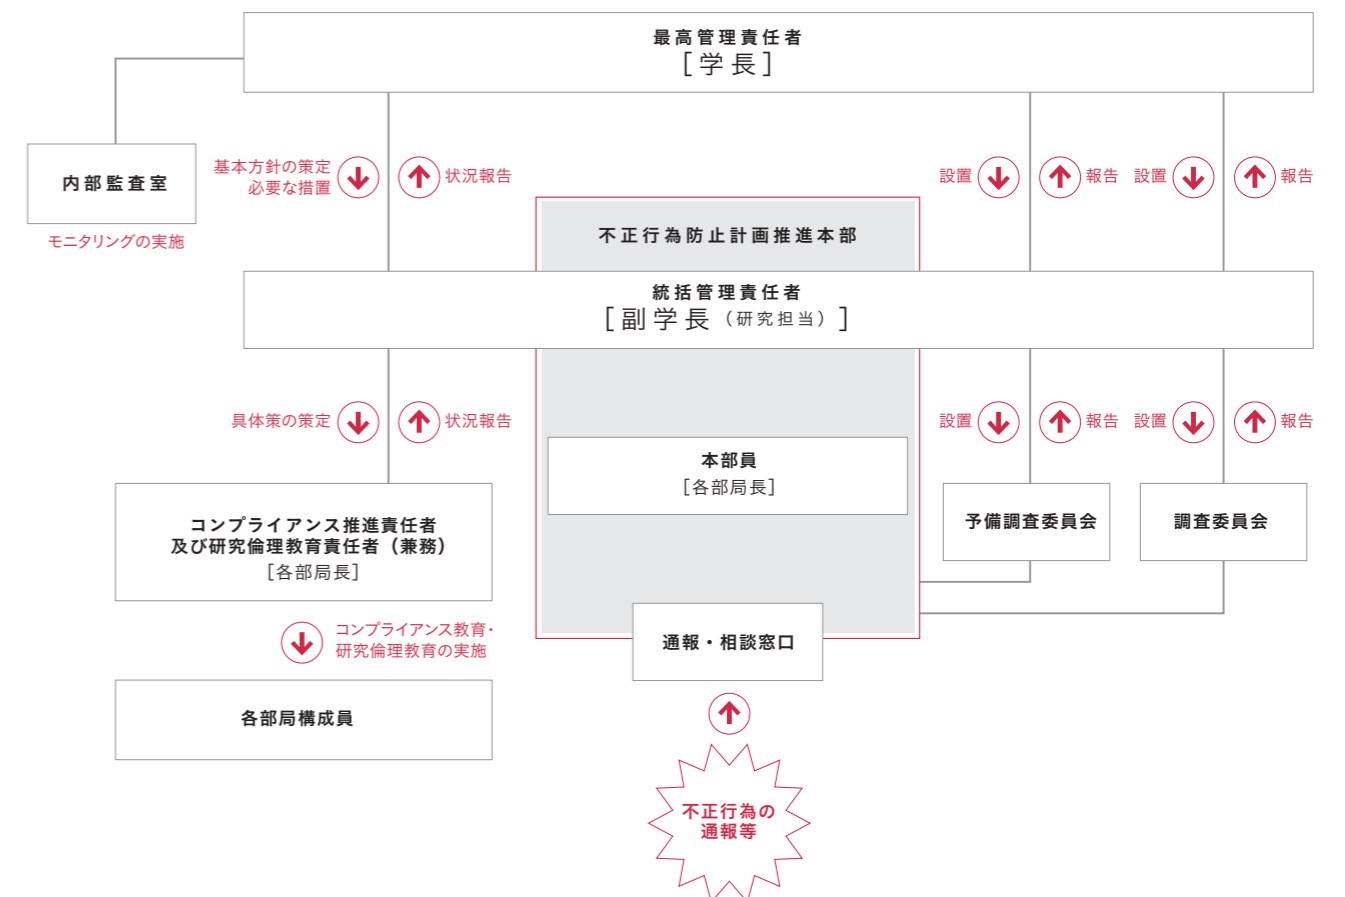 最高管理責任者
［学長］
内部監査室
モニタリングの実施
基本方針の策定
必要な措置
状況報告
設置
報告
設置
報告
不正行為防止計画推進本部
統括管理責任者
［副学長（研究担当）］
具体策の策定
状況報告
設置
報告
設置
報告
本部員
［各部局長］
コンプライアンス推進責任者
及び研究倫理教育責任者（兼務）
［各部局長］
予備調査委員会
調査委員会
コンプライアンス教育・
研究倫理教育の実施
通報・相談窓口
各部局構成員
不正行為の
通報等